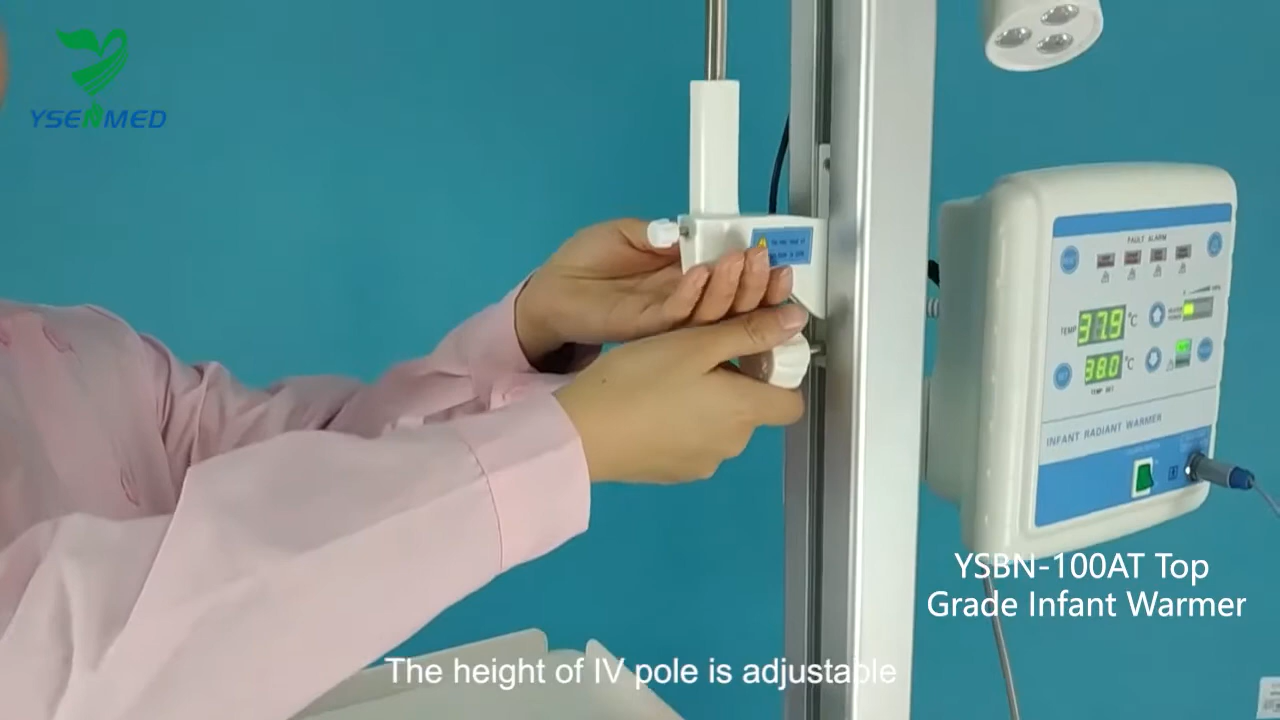 YSENMED
FAULT ALARM
TEMP 37.9 °C
38.0 °C
TEMP SET
INFANT RADIANT WARMER
YSBN-100AT Top
Grade Infant Warmer
The height of IV pole is adjustable